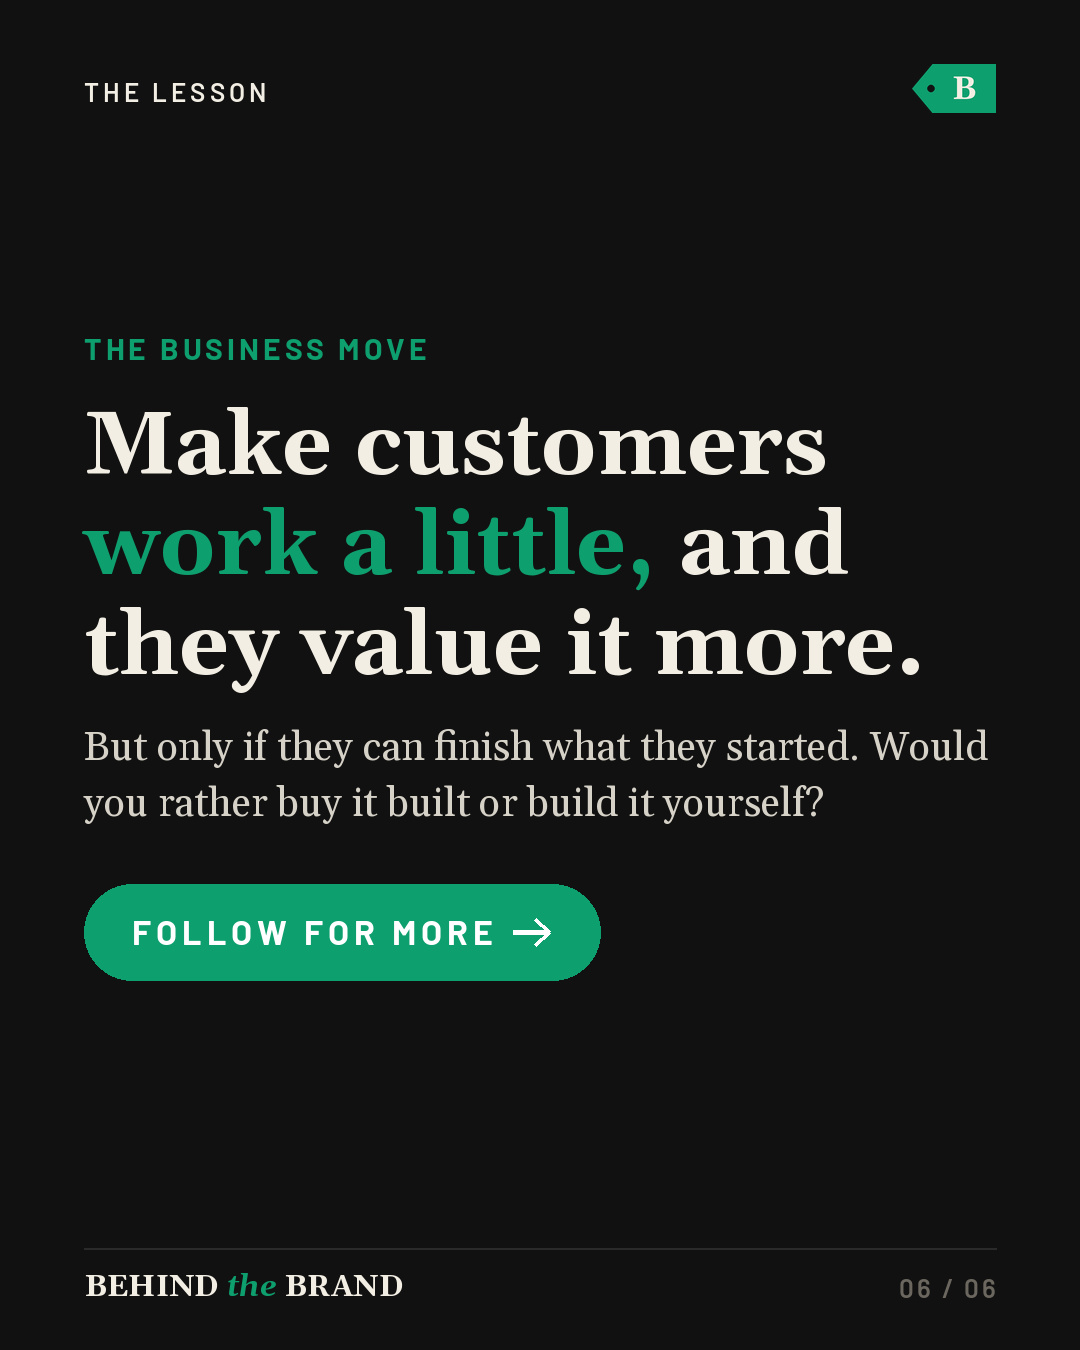 THE LESSON
B
THE BUSINESS MOVE
Make customers
work a little, and
they value it more.
But only if they can finish what they started. Would
you rather buy it built or build it yourself?
FOLLOW FOR MORE →
BEHIND the BRAND
06 / 06